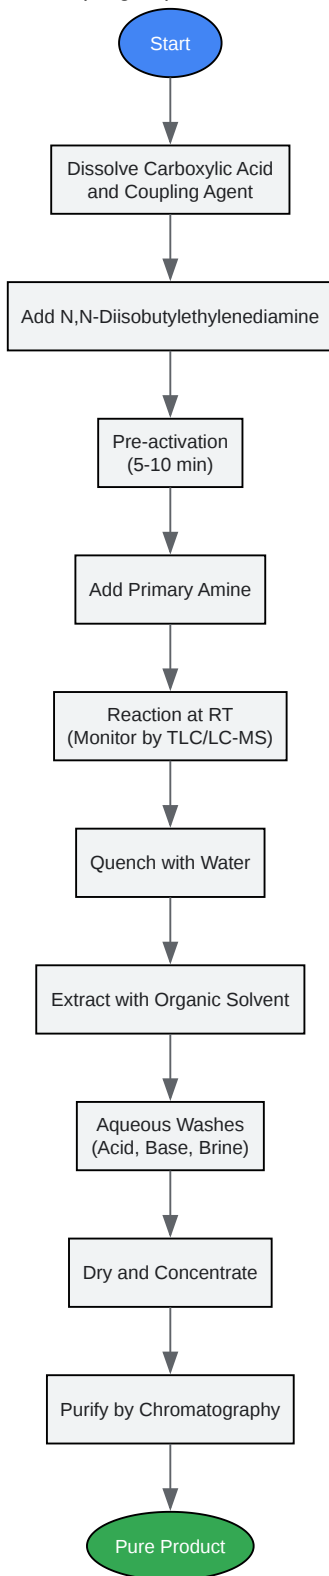 Start
Dissolve Carboxylic Acid
and Coupling Agent
Add N,N-Diisobutylethylenediamine
Pre-activation
(5-10 min)
Add Primary Amine
Reaction at RT
(Monitor by TLC/LC-MS)
Quench with Water
Extract with Organic Solvent
Aqueous Washes
(Acid, Base, Brine)
Dry and Concentrate
Purify by Chromatography
Pure Product